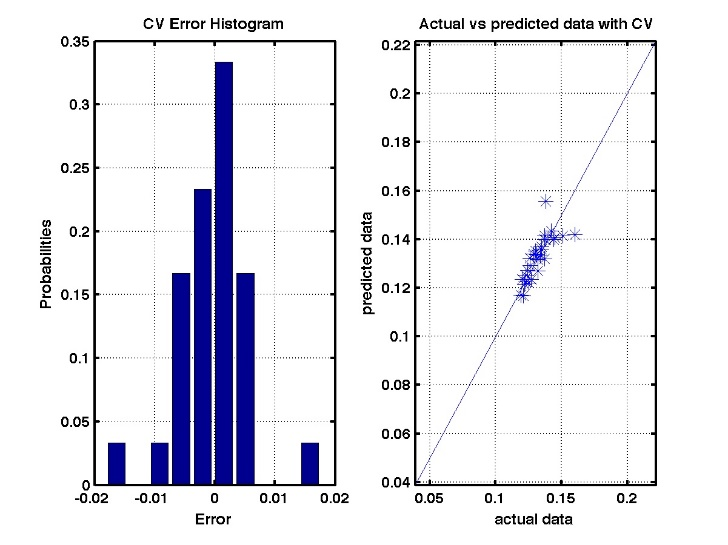 CV Error Histogram
0.35
0.3
0.25
0.2
0.15
0.1
0.05
0
-0.02 -0.01 0 0.01 0.02
Probabilities
Error
Actual vs predicted data with CV
0.22
0.2
0.18
0.16
0.14
0.12
0.1
0.08
0.06
0.04
0.05 0.1 0.15 0.2
predicted data
actual data